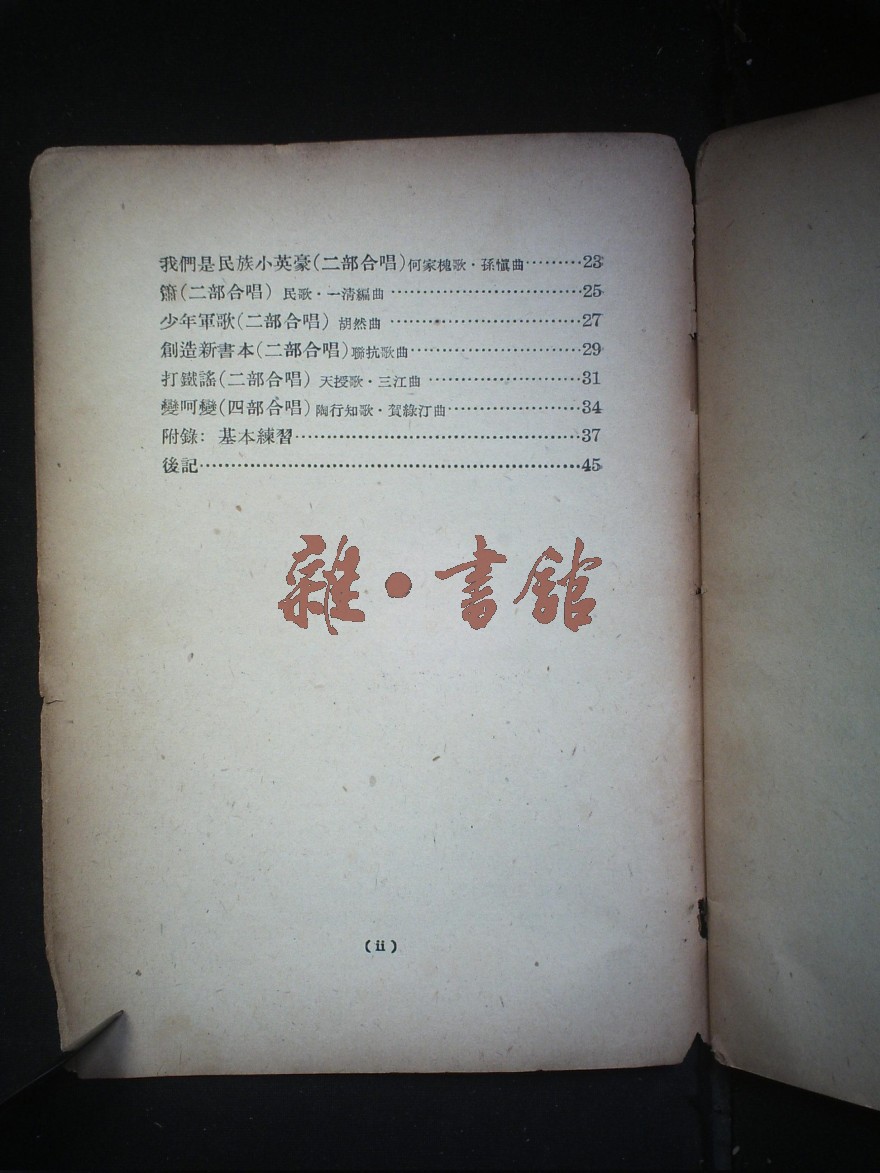 我們是民族小英豪(二部合唱)何家槐歌·孫愼曲·········23
簫(二部合唱) 民歌·一清編曲························25
少年軍歌(二部合唱) 胡然曲························27
創造新書本(二部合唱)聯抗歌曲·····················29
打鐵謠(二部合唱) 天授歌·三江曲···················31
變呵變(四部合唱)陶行知歌·賀綠汀曲················34
附錄: 基本練習··································37
後記············································45
雜·書館
(ii)